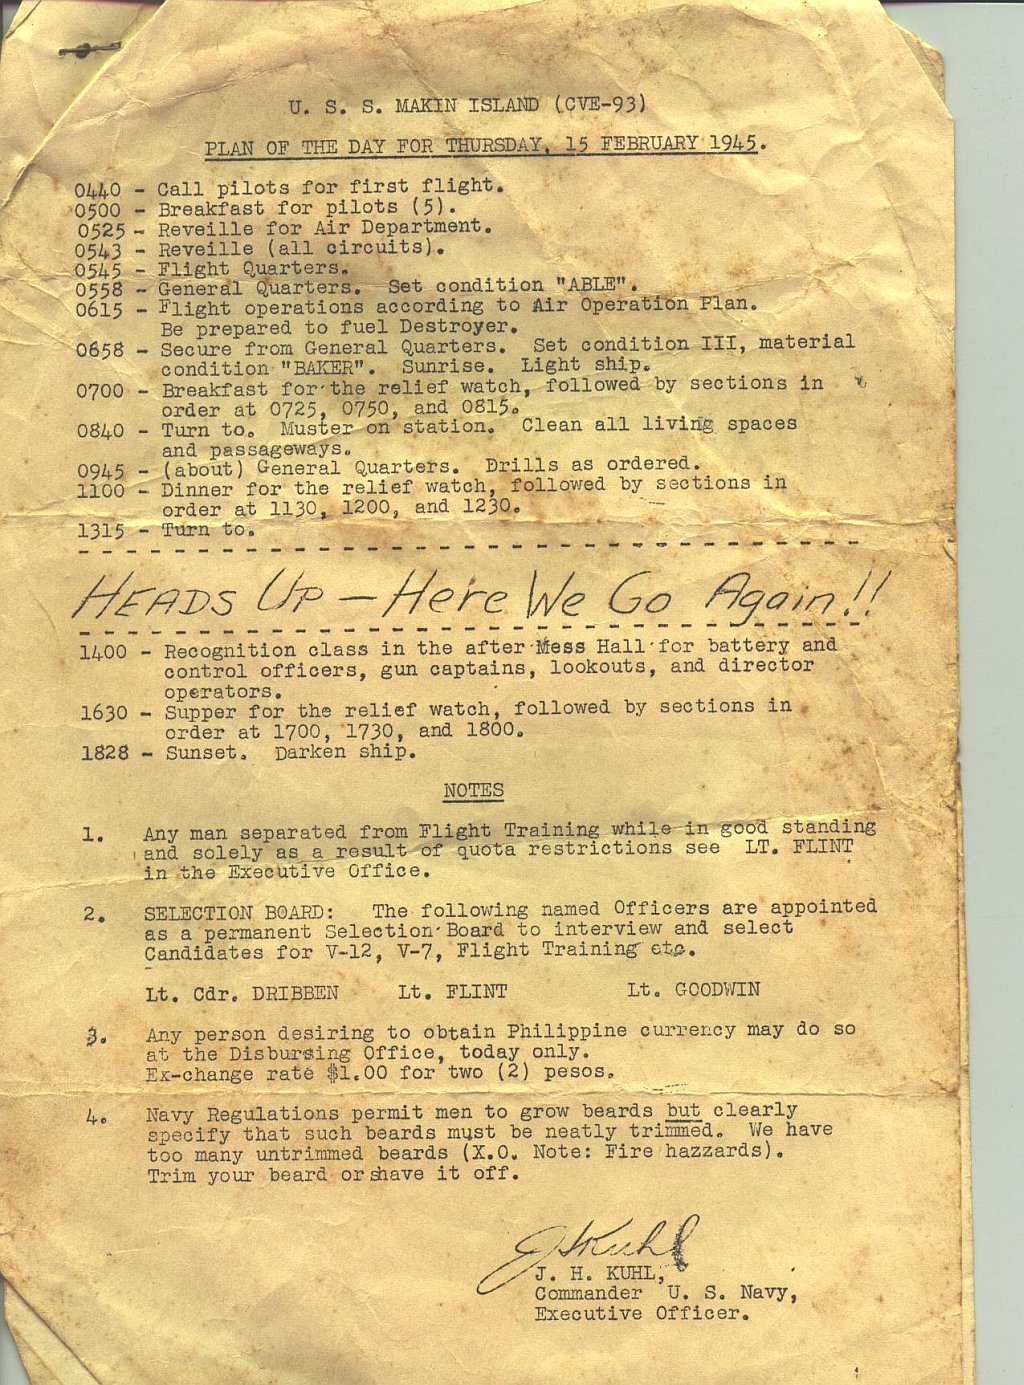 U. S. S. MAKIN ISLAND (CVE-93)
PLAN OF THE DAY FOR THURSDAY, 15 FEBRUARY 1945.
0440 - Call pilots for first flight.
0500 - Breakfast for pilots (5).
0525 - Reveille for Air Department.
0543 - Reveille (all circuits).
0545 - Flight Quarters.
0558 - General Quarters. Set condition "ABLE".
0615 - Flight operations according to Air Operation Plan.
Be prepared to fuel Destroyer.
0658 - Secure from General Quarters. Set condition III, material
condition "BAKER". Sunrise. Light ship.
0700 - Breakfast for the relief watch, followed by sections in
order at 0725, 0750, and 0815.
0840 - Turn to. Muster on station. Clean all living spaces
and passageways.
0945 - (about) General Quarters. Drills as ordered.
1100 - Dinner for the relief watch, followed by sections in
order at 1130, 1200, and 1230.
1315 - Turn to.
HEADS UP - Here We Go Again!!
1400 - Recognition class in the after Mess Hall for battery and
control officers, gun captains, lookouts, and director
operators.
1630 - Supper for the relief watch, followed by sections in
order at 1700, 1730, and 1800.
1828 - Sunset. Darken ship.
NOTES
1. Any man separated from Flight Training while in good standing
and solely as a result of quota restrictions see LT. FLINT
in the Executive Office.
2. SELECTION BOARD: The following named Officers are appointed
as a permanent Selection Board to interview and select
Candidates for V-12, V-7, Flight Training etc.
Lt. Cdr. DRIBBEN Lt. FLINT Lt. GOODWIN
3. Any person desiring to obtain Philippine currency may do so
at the Disbursing Office, today only.
Ex-change rate $1.00 for two (2) pesos.
4. Navy Regulations permit men to grow beards but clearly
specify that such beards must be neatly trimmed. We have
too many untrimmed beards (X.O. Note: Fire hazzards).
Trim your beard or shave it off.
J H Kuhl
J. H. KUHL,
Commander U. S. Navy,
Executive Officer.